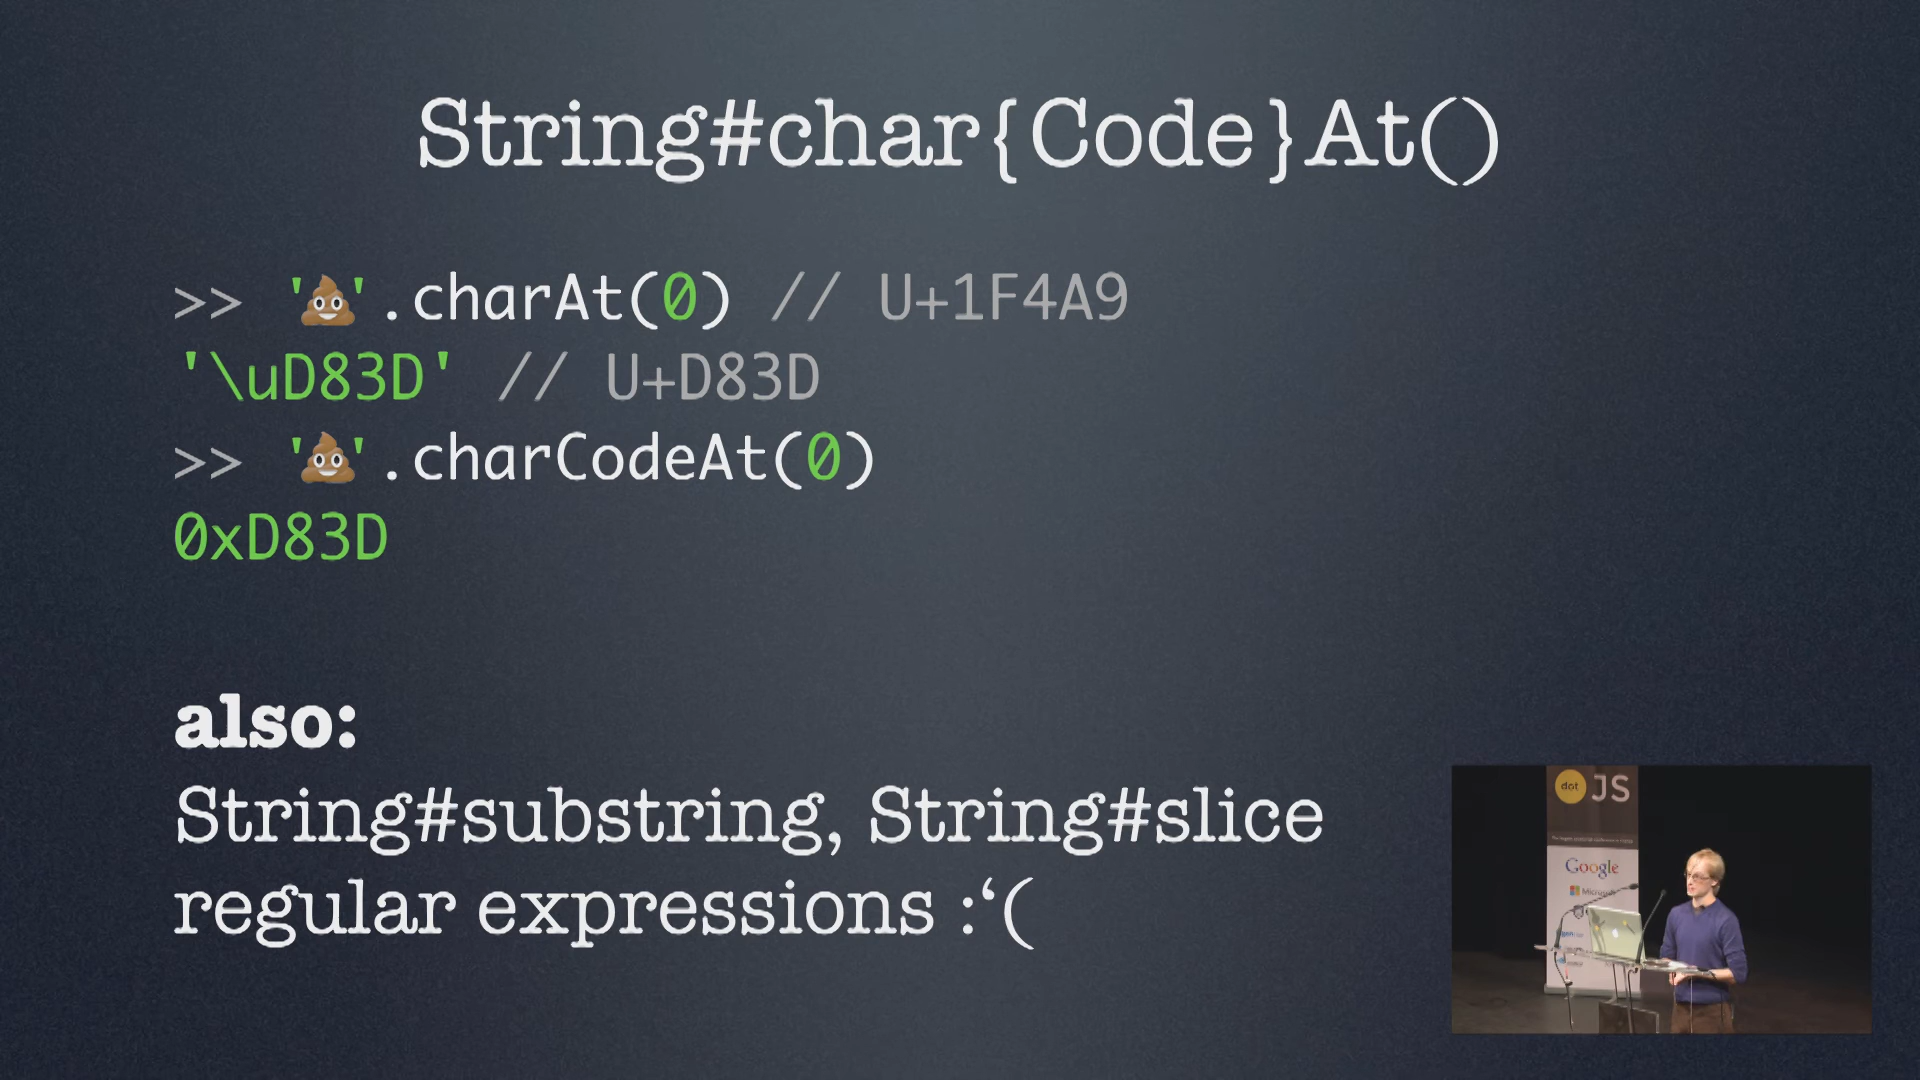 String#char{Code}At()
>> '💩'.charAt(0) // U+1F4A9
'\uD83D' // U+D83D
>> '💩'.charCodeAt(0)
0xD83D
also:
String#substring, String#slice
regular expressions :‘(
dot JS
Google
Microsoft